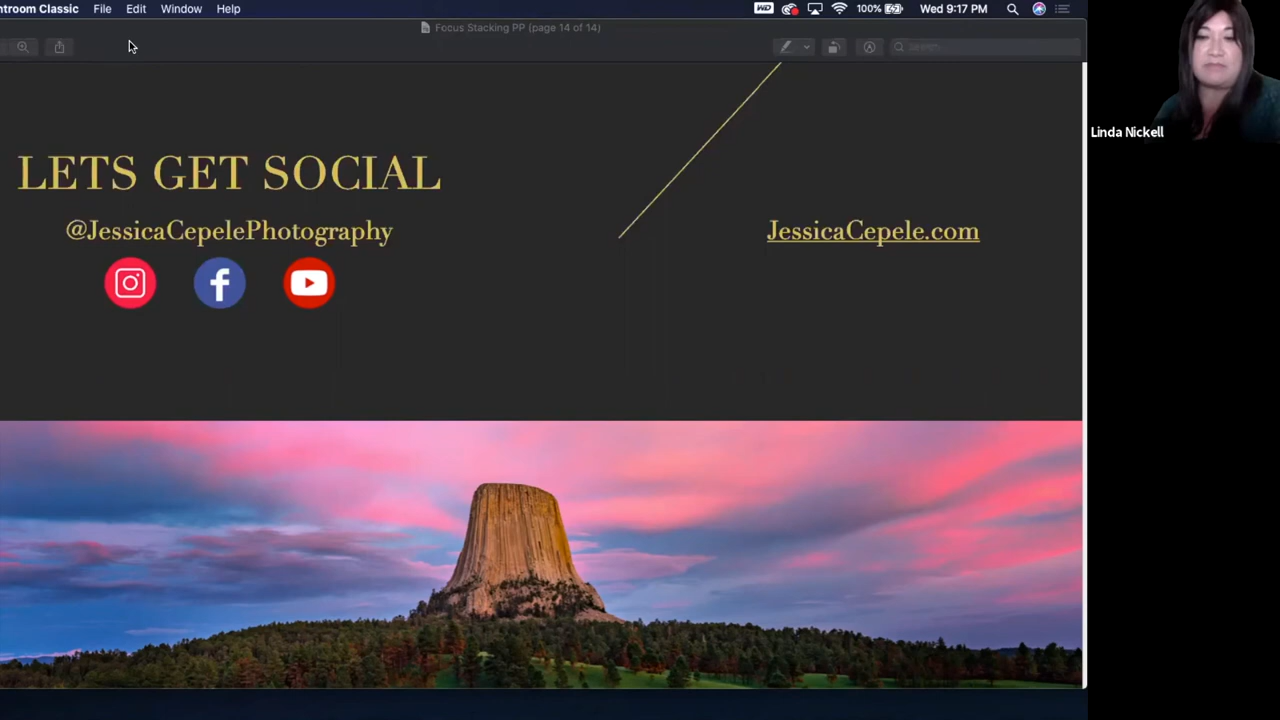 ntroom Classic File Edit Window Help 100% Wed 9:17 PM
Focus Stacking PP (page 14 of 14)
Search
LETS GET SOCIAL
@JessicaCepelePhotography
JessicaCepele.com
Linda Nickell